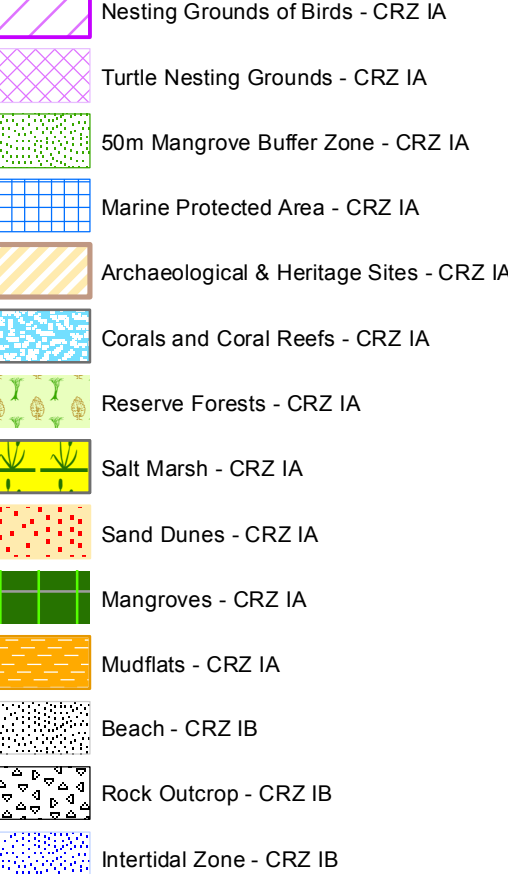 Nesting Grounds of Birds - CRZ IA
Turtle Nesting Grounds - CRZ IA
50m Mangrove Buffer Zone - CRZ IA
Marine Protected Area - CRZ IA
Archaeological & Heritage Sites - CRZ IA
Corals and Coral Reefs - CRZ IA
Reserve Forests - CRZ IA
Salt Marsh - CRZ IA
Sand Dunes - CRZ IA
Mangroves - CRZ IA
Mudflats - CRZ IA
Beach - CRZ IB
Rock Outcrop - CRZ IB
Intertidal Zone - CRZ IB